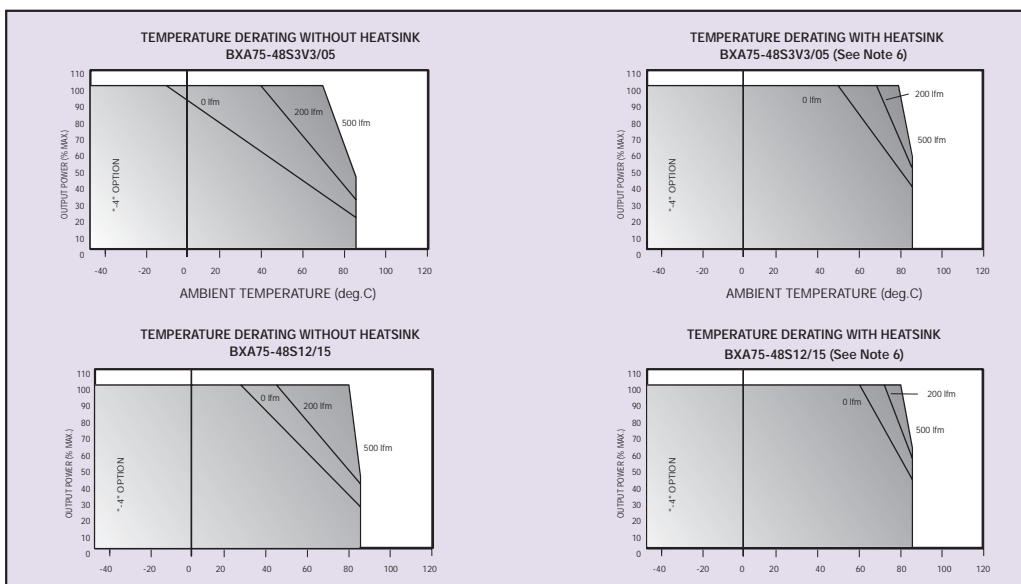 TEMPERATURE DERATING WITHOUT HEATSINK
BXA75-48S3V3/05
110
100
90
80
70
60
50
40
30
20
10
0
OUTPUT POWER (% MAX.)
"-4" OPTION
0 lfm
200 lfm
500 lfm
-40 -20 0 20 40 60 80 100 120
AMBIENT TEMPERATURE (deg.C)
TEMPERATURE DERATING WITH HEATSINK
BXA75-48S3V3/05 (See Note 6)
110
100
90
80
70
60
50
40
30
20
10
0
OUTPUT POWER (% MAX.)
"-4" OPTION
0 lfm
200 lfm
500 lfm
-40 -20 0 20 40 60 80 100 120
AMBIENT TEMPERATURE (deg.C)
TEMPERATURE DERATING WITHOUT HEATSINK
BXA75-48S12/15
110
100
90
80
70
60
50
40
30
20
10
0
OUTPUT POWER (% MAX.)
"-4" OPTION
0 lfm
200 lfm
500 lfm
-40 -20 0 20 40 60 80 100 120
TEMPERATURE DERATING WITH HEATSINK
BXA75-48S12/15 (See Note 6)
110
100
90
80
70
60
50
40
30
20
10
0
OUTPUT POWER (% MAX.)
"-4" OPTION
0 lfm
200 lfm
500 lfm
-40 -20 0 20 40 60 80 100 120